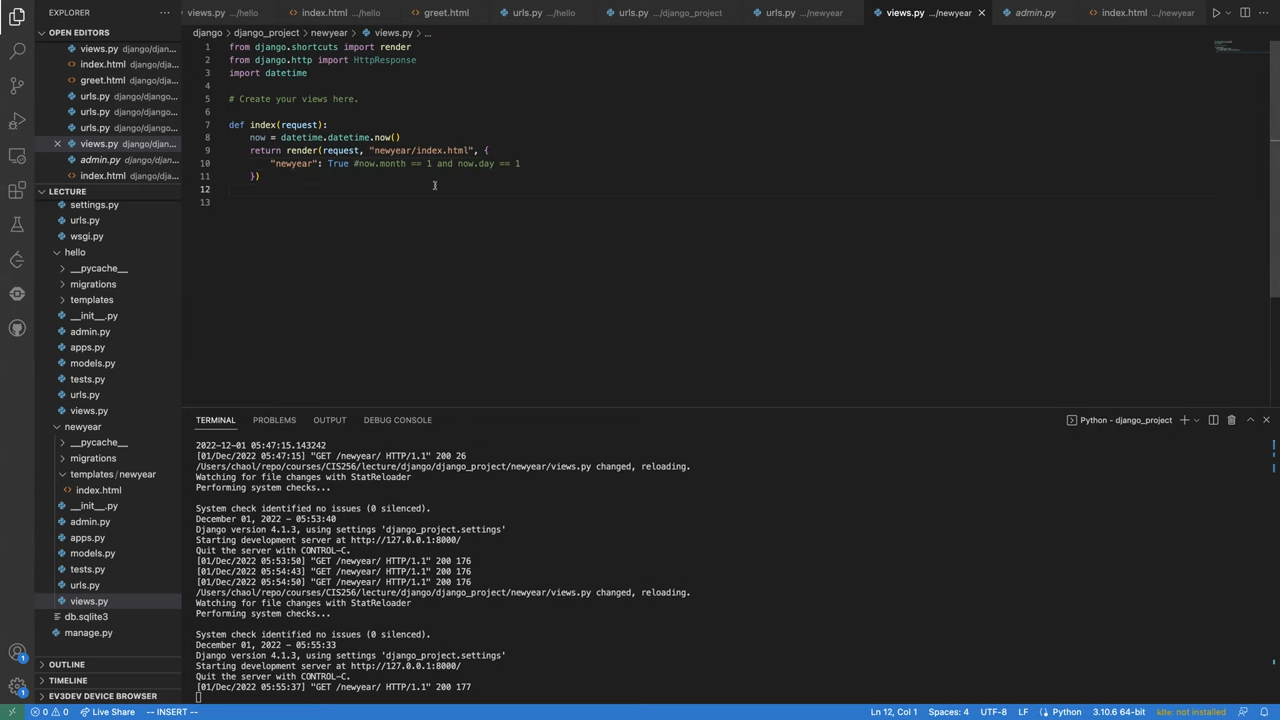 EXPLORER
views.py .../hello
index.html .../hello
greet.html
urls.py .../hello
urls.py .../django_project
urls.py .../newyear
views.py .../newyear
admin.py
index.html .../newyear
OPEN EDITORS
views.py django/djan...
index.html django/dja...
greet.html django/dja...
urls.py django/django...
urls.py django/django...
urls.py django/django...
views.py django/djan...
admin.py django/djan...
index.html django/dja...
LECTURE
settings.py
urls.py
wsgi.py
hello
__pycache__
migrations
templates
__init__.py
admin.py
apps.py
models.py
tests.py
urls.py
views.py
newyear
__pycache__
migrations
templates / newyear
index.html
__init__.py
admin.py
apps.py
models.py
tests.py
urls.py
views.py
db.sqlite3
manage.py
OUTLINE
TIMELINE
EV3DEV DEVICE BROWSER
django > django_project > newyear > views.py > ...
1 from django.shortcuts import render
2 from django.http import HttpResponse
3 import datetime
4
5 # Create your views here.
6
7 def index(request):
8 now = datetime.datetime.now()
9 return render(request, "newyear/index.html", {
10 "newyear": True #now.month == 1 and now.day == 1
11 })
12
13
TERMINAL PROBLEMS OUTPUT DEBUG CONSOLE
Python - django_project
2022-12-01 05:47:15.143242
[01/Dec/2022 05:47:15] "GET /newyear/ HTTP/1.1" 200 26
/Users/chaol/repo/courses/CIS256/lecture/django/django_project/newyear/views.py changed, reloading.
Watching for file changes with StatReloader
Performing system checks...
System check identified no issues (0 silenced).
December 01, 2022 - 05:53:40
Django version 4.1.3, using settings 'django_project.settings'
Starting development server at http://127.0.0.1:8000/
Quit the server with CONTROL-C.
[01/Dec/2022 05:53:50] "GET /newyear/ HTTP/1.1" 200 176
[01/Dec/2022 05:54:43] "GET /newyear/ HTTP/1.1" 200 176
[01/Dec/2022 05:54:50] "GET /newyear/ HTTP/1.1" 200 176
/Users/chaol/repo/courses/CIS256/lecture/django/django_project/newyear/views.py changed, reloading.
Watching for file changes with StatReloader
Performing system checks...
System check identified no issues (0 silenced).
December 01, 2022 - 05:55:33
Django version 4.1.3, using settings 'django_project.settings'
Starting development server at http://127.0.0.1:8000/
Quit the server with CONTROL-C.
[01/Dec/2022 05:55:37] "GET /newyear/ HTTP/1.1" 200 177
1
1
0 0 Live Share -- INSERT --
Ln 12, Col 1 Spaces: 4 UTF-8 LF Python 3.10.6 64-bit kite: not installed